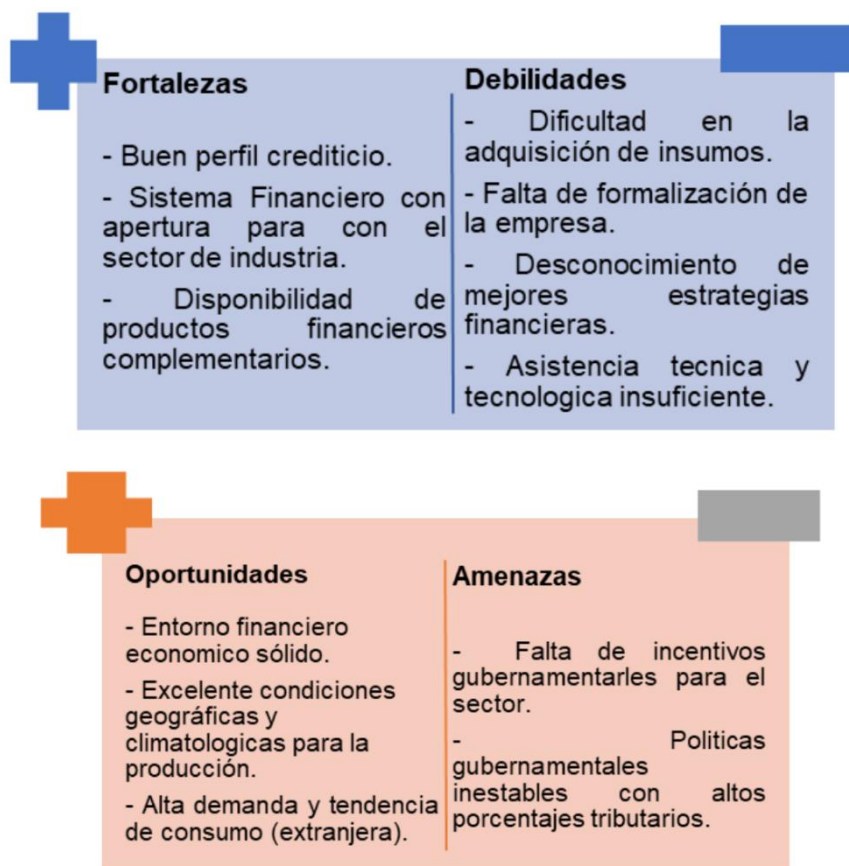 Fortalezas
- Buen perfil crediticio.
- Sistema Financiero con
apertura para con el
sector de industria.
- Disponibilidad de
productos financieros
complementarios.
Debilidades
- Dificultad en la
adquisición de insumos.
- Falta de formalización de
la empresa.
- Desconocimiento de
mejores estrategias
financieras.
- Asistencia tecnica y
tecnologica insuficiente.
Oportunidades
- Entorno financiero
economico sólido.
- Excelente condiciones
geográficas y
climatologicas para la
producción.
- Alta demanda y tendencia
de consumo (extranjera).
Amenazas
- Falta de incentivos
gubernamentarles para el
sector.
- Politicas
gubernamentales
inestables con altos
porcentajes tributarios.